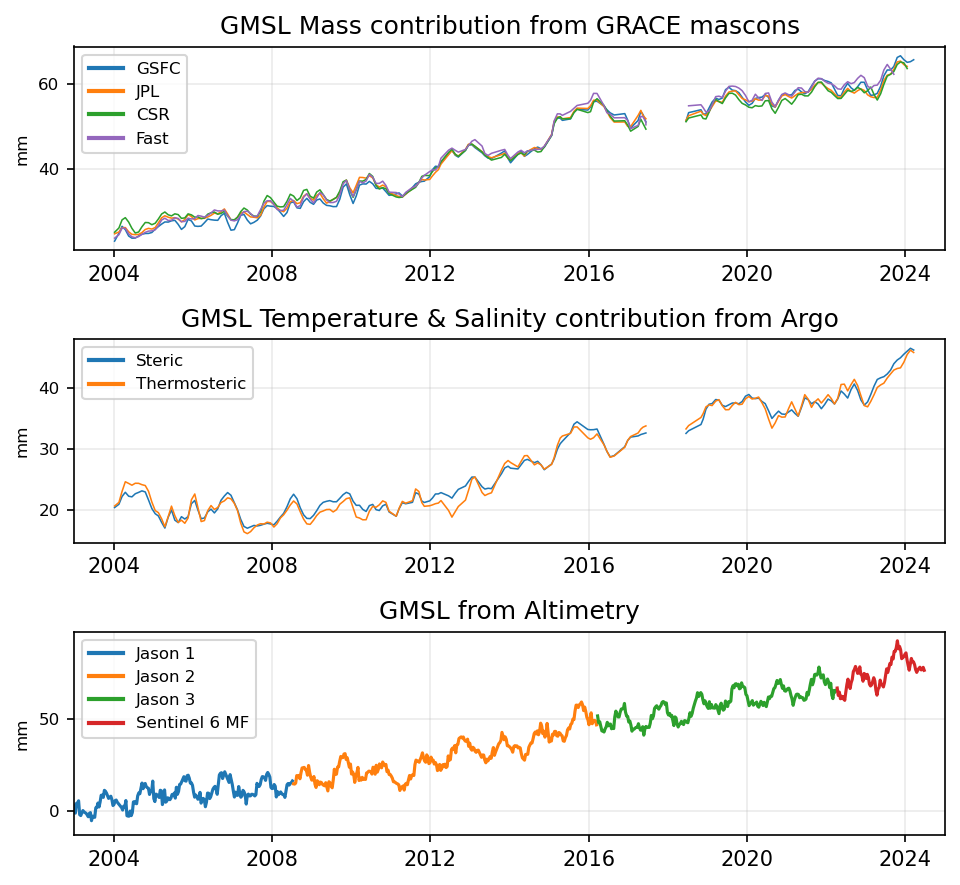 GMSL Mass contribution from GRACE mascons
GSFC
JPL
CSR
Fast
60
40
mm
2004 2008 2012 2016 2020 2024
GMSL Temperature & Salinity contribution from Argo
Steric
Thermosteric
40
30
20
mm
2004 2008 2012 2016 2020 2024
GMSL from Altimetry
Jason 1
Jason 2
Jason 3
Sentinel 6 MF
50
0
mm
2004 2008 2012 2016 2020 2024